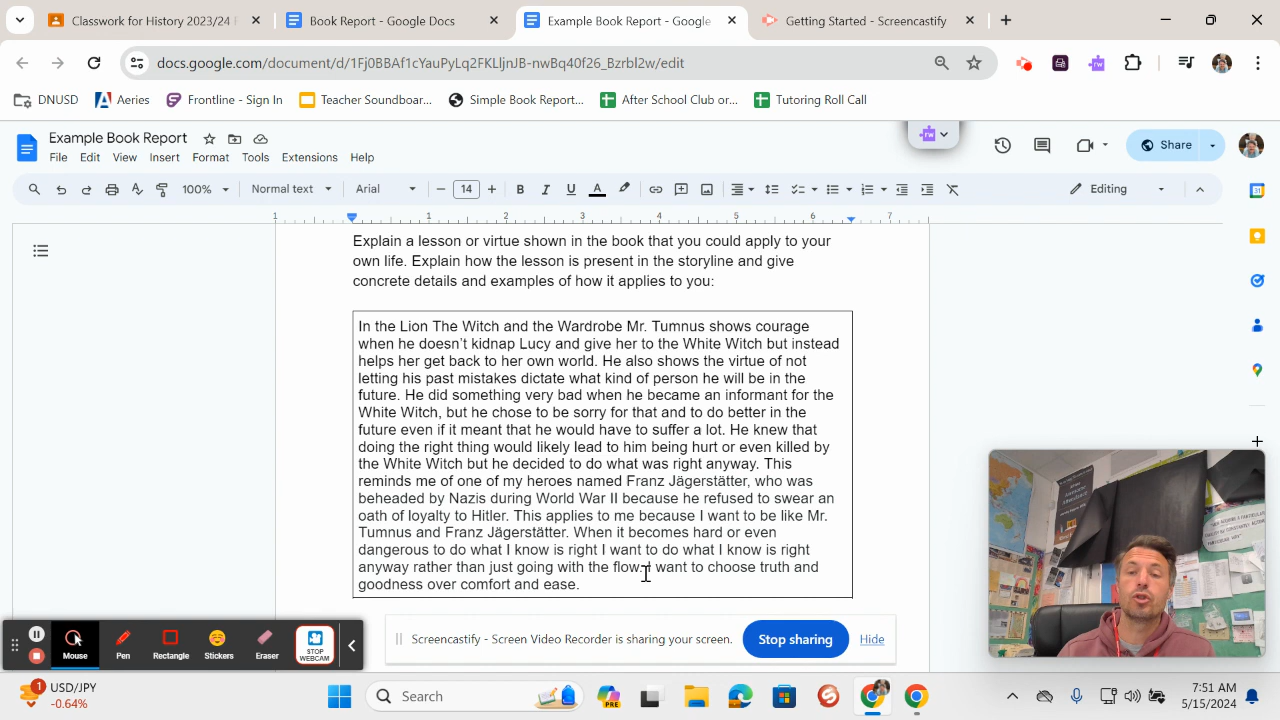 Classwork for History 2023/24
Book Report - Google Docs
Example Book Report - Google
Getting Started - Screencastify
docs.google.com/document/d/1Fj0BBAf1cYauPyLq2FKLljnJB-nwBq40f26_Bzrbl2w/edit
DNUSD
Aeries
Frontline - Sign In
Teacher Soundboar...
Simple Book Report...
After School Club or...
Tutoring Roll Call
Example Book Report
File Edit View Insert Format Tools Extensions Help
Share
100% Normal text Arial 14 Editing
1 1 2 3 4 5 6 7
Explain a lesson or virtue shown in the book that you could apply to your
own life. Explain how the lesson is present in the storyline and give
concrete details and examples of how it applies to you:
In the Lion The Witch and the Wardrobe Mr. Tumnus shows courage
when he doesn't kidnap Lucy and give her to the White Witch but instead
helps her get back to her own world. He also shows the virtue of not
letting his past mistakes dictate what kind of person he will be in the
future. He did something very bad when he became an informant for the
White Witch, but he chose to be sorry for that and to do better in the
future even if it meant that he would have to suffer a lot. He knew that
doing the right thing would likely lead to him being hurt or even killed by
the White Witch but he decided to do what was right anyway. This
reminds me of one of my heroes named Franz Jägerstätter, who was
beheaded by Nazis during World War II because he refused to swear an
oath of loyalty to Hitler. This applies to me because I want to be like Mr.
Tumnus and Franz Jägerstätter. When it becomes hard or even
dangerous to do what I know is right I want to do what I know is right
anyway rather than just going with the flow. I want to choose truth and
goodness over comfort and ease.
Screencastify - Screen Video Recorder is sharing your screen.
Stop sharing
Hide
Mouse
Pen
Rectangle
Stickers
Eraser
STOP
WEBCAM
1
USD/JPY
-0.64%
Search
PRE
7:51 AM
5/15/2024